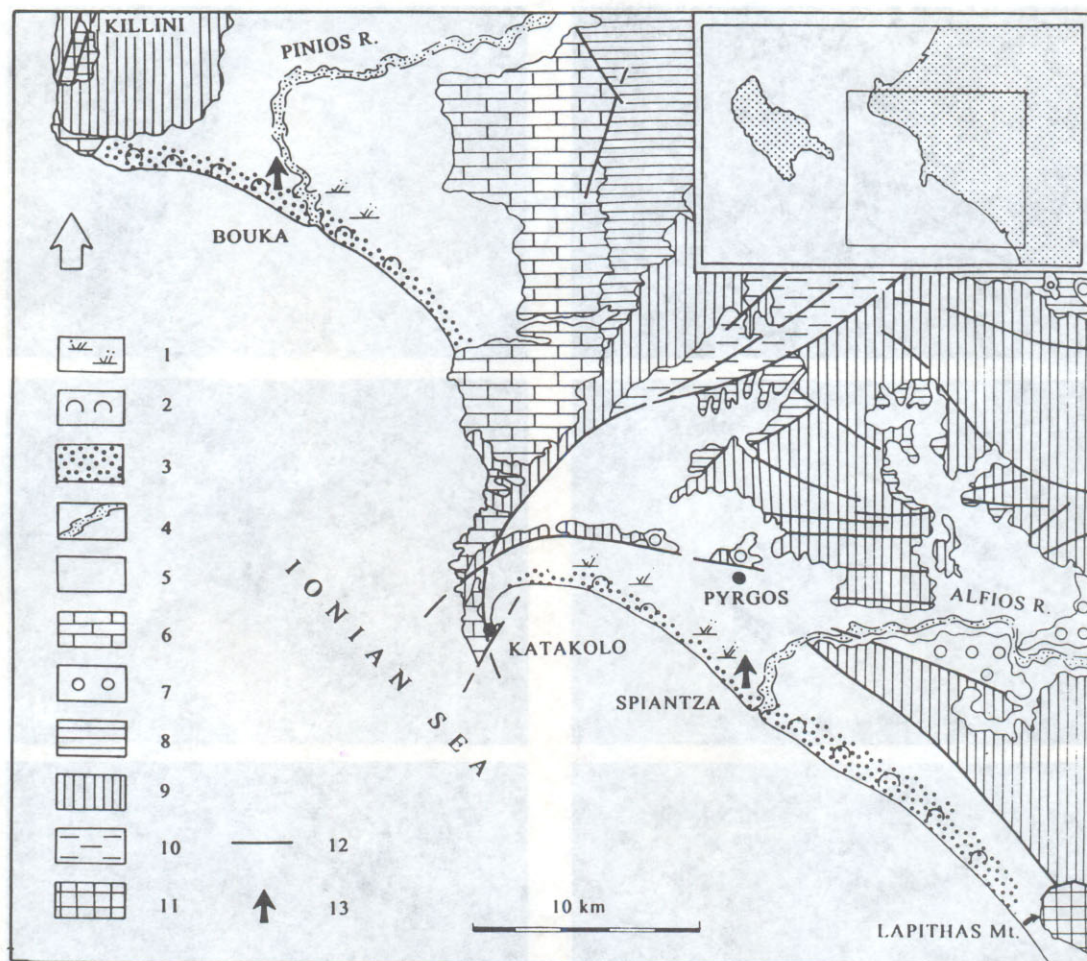 KILLINI
PINIOS R.
BOUKA
1
2
3
4
5
6
7
8
9
10
11
12
13
IONIAN SEA
PYRGOS
ALFIOS R.
KATAKOLO
SPIANTZA
10 km
LAPITHAS Mt.